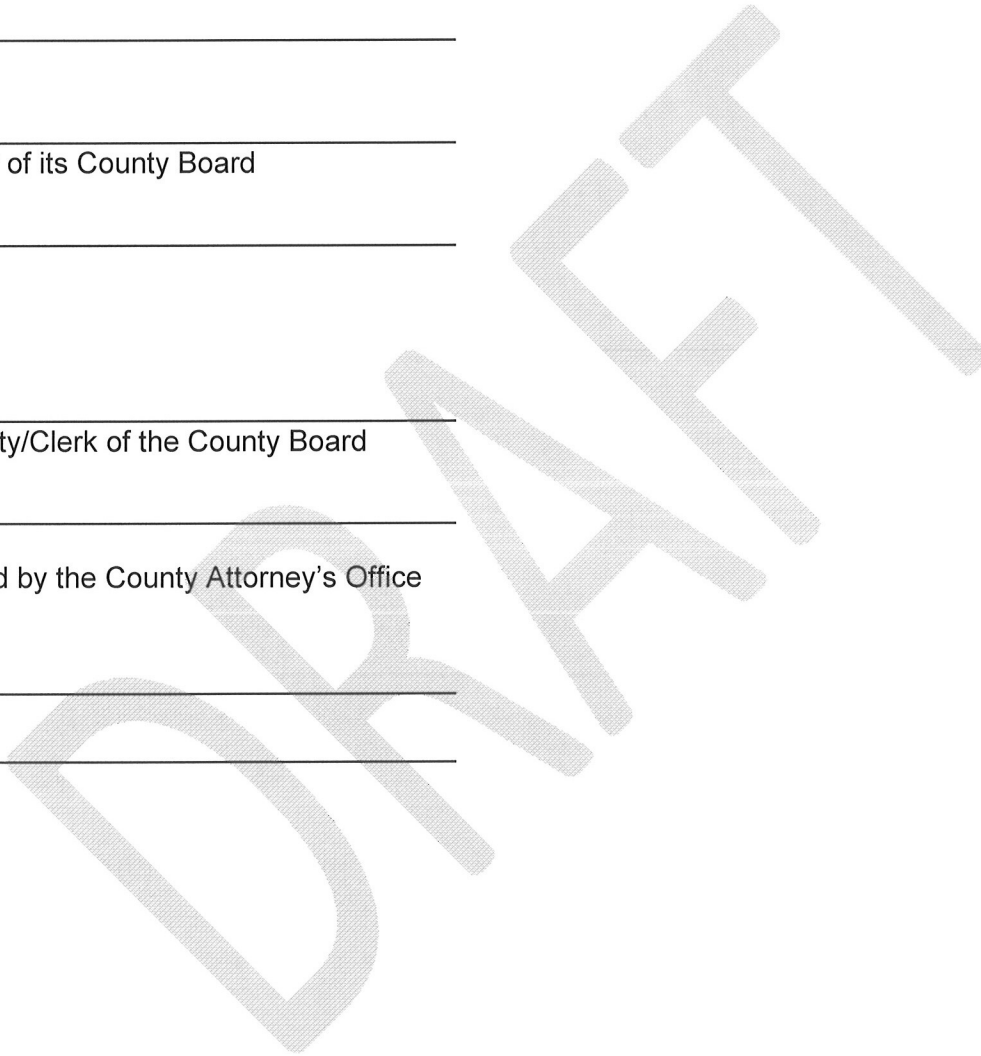 of its County Board
ty/Clerk of the County Board
d by the County Attorney’s Office
DRAFT